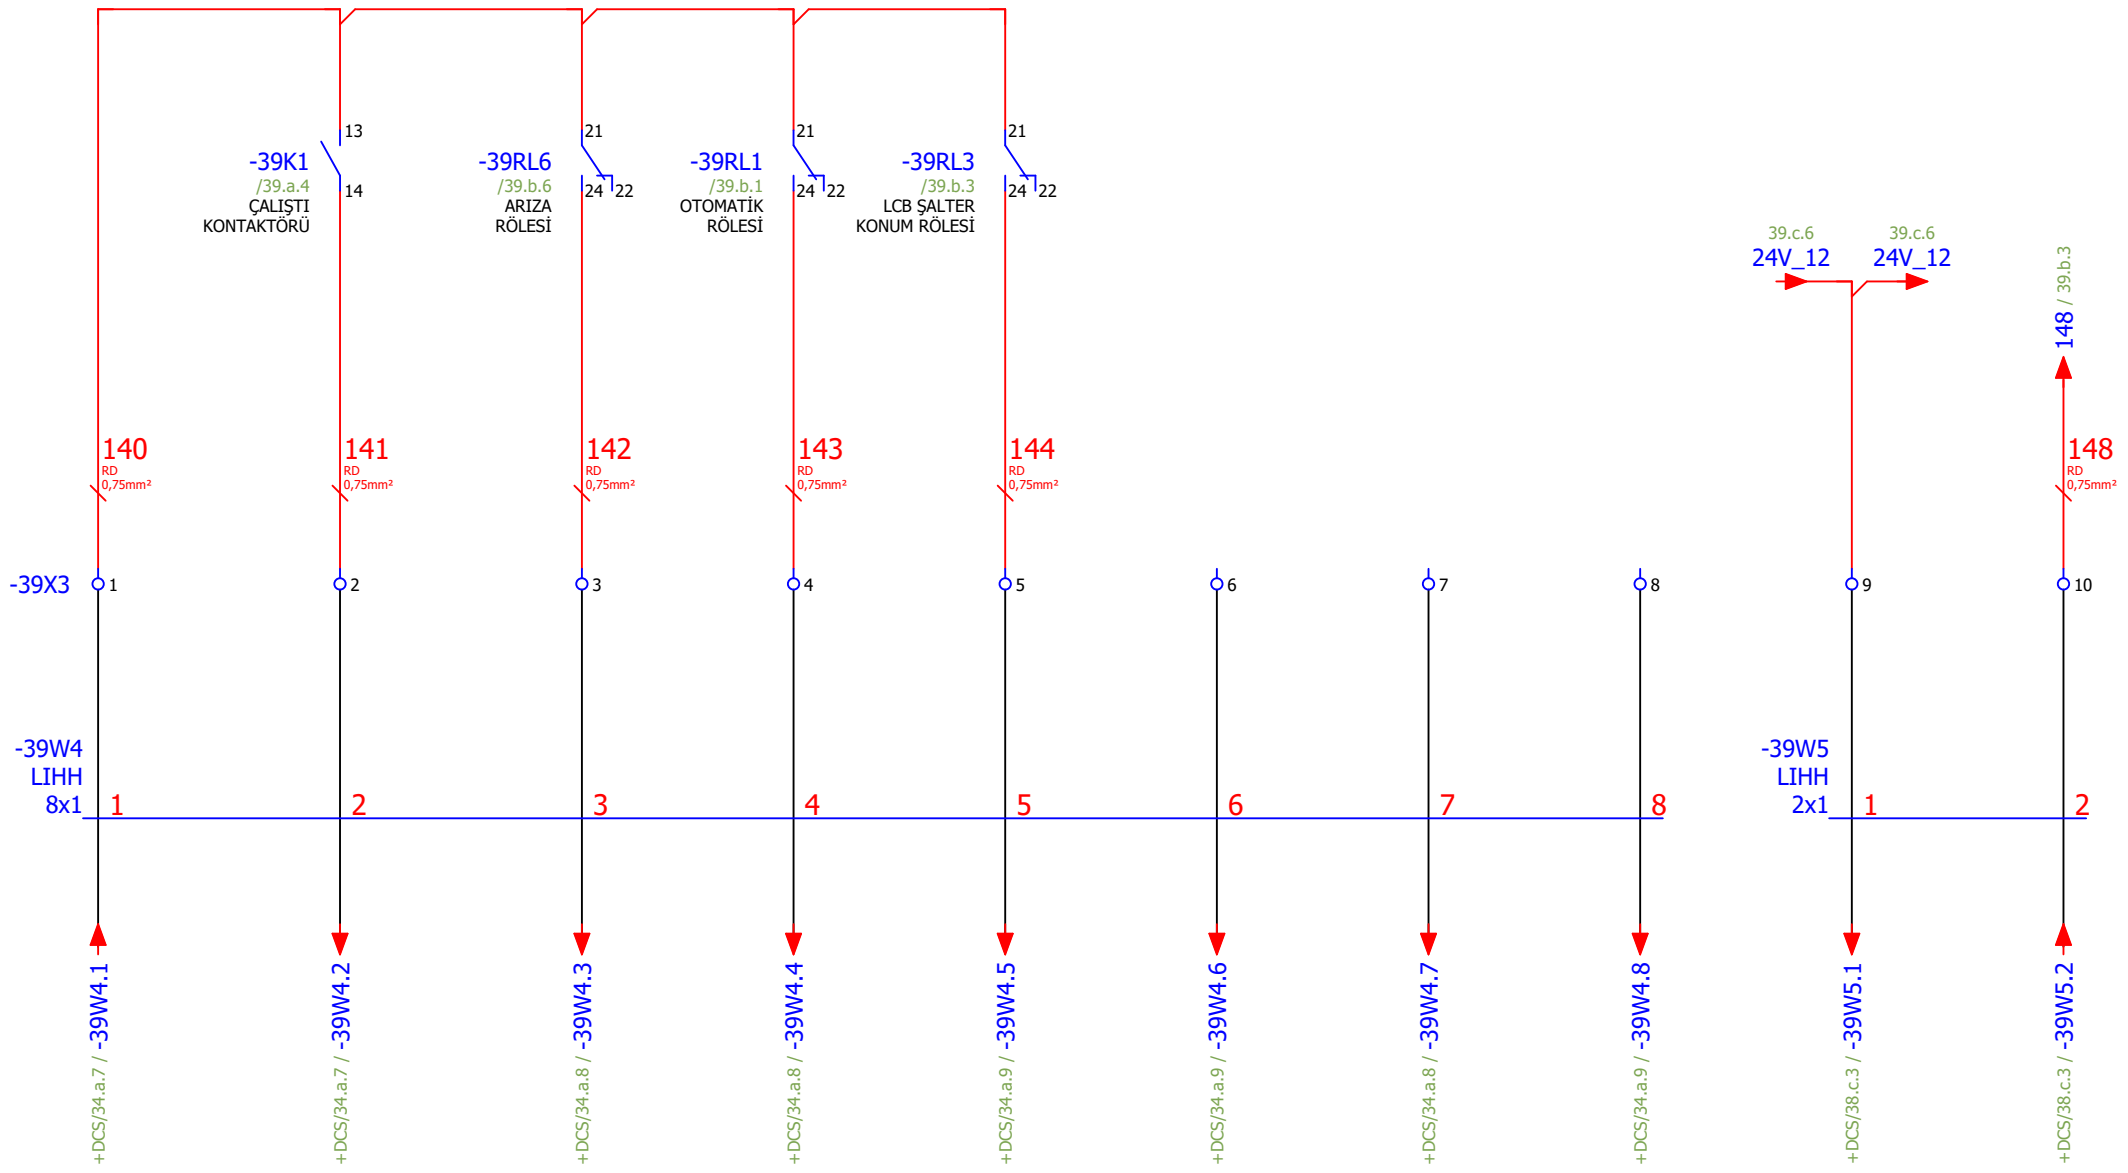 13
-39K1
/39.a.4
14
ÇALIŞTI
KONTAKTÖRÜ
21
-39RL6
/39.b.6
24 22
ARIZA
RÖLESİ
21
-39RL1
/39.b.1
24 22
OTOMATİK
RÖLESİ
21
-39RL3
/39.b.3
24 22
LCB ŞALTER
KONUM RÖLESİ
39.c.6
24V_12
39.c.6
24V_12
148 / 39.b.3
140
RD
0,75mm²
141
RD
0,75mm²
142
RD
0,75mm²
143
RD
0,75mm²
144
RD
0,75mm²
148
RD
0,75mm²
-39X3
1 2 3 4 5 6 7 8 9 10
-39W4
LIHH
8x1
1 2 3 4 5 6 7 8
-39W5
LIHH
2x1
1 2
+DCS/34.a.7 / -39W4.1
+DCS/34.a.7 / -39W4.2
+DCS/34.a.8 / -39W4.3
+DCS/34.a.8 / -39W4.4
+DCS/34.a.9 / -39W4.5
+DCS/34.a.9 / -39W4.6
+DCS/34.a.8 / -39W4.7
+DCS/34.a.9 / -39W4.8
+DCS/38.c.3 / -39W5.1
+DCS/38.c.3 / -39W5.2